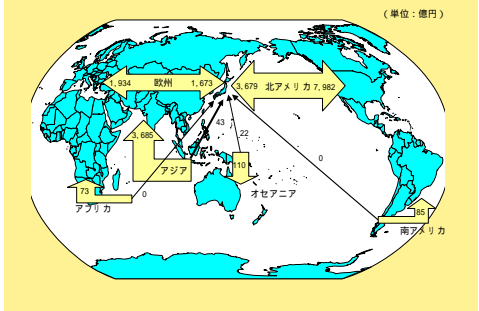 (単位：億円)
1,934 欧州 1,673
3,679 北アメリカ 7,982
43
22
3,685
110
0
アジア
73
0
オセアニア
アフリカ
85
南アメリカ